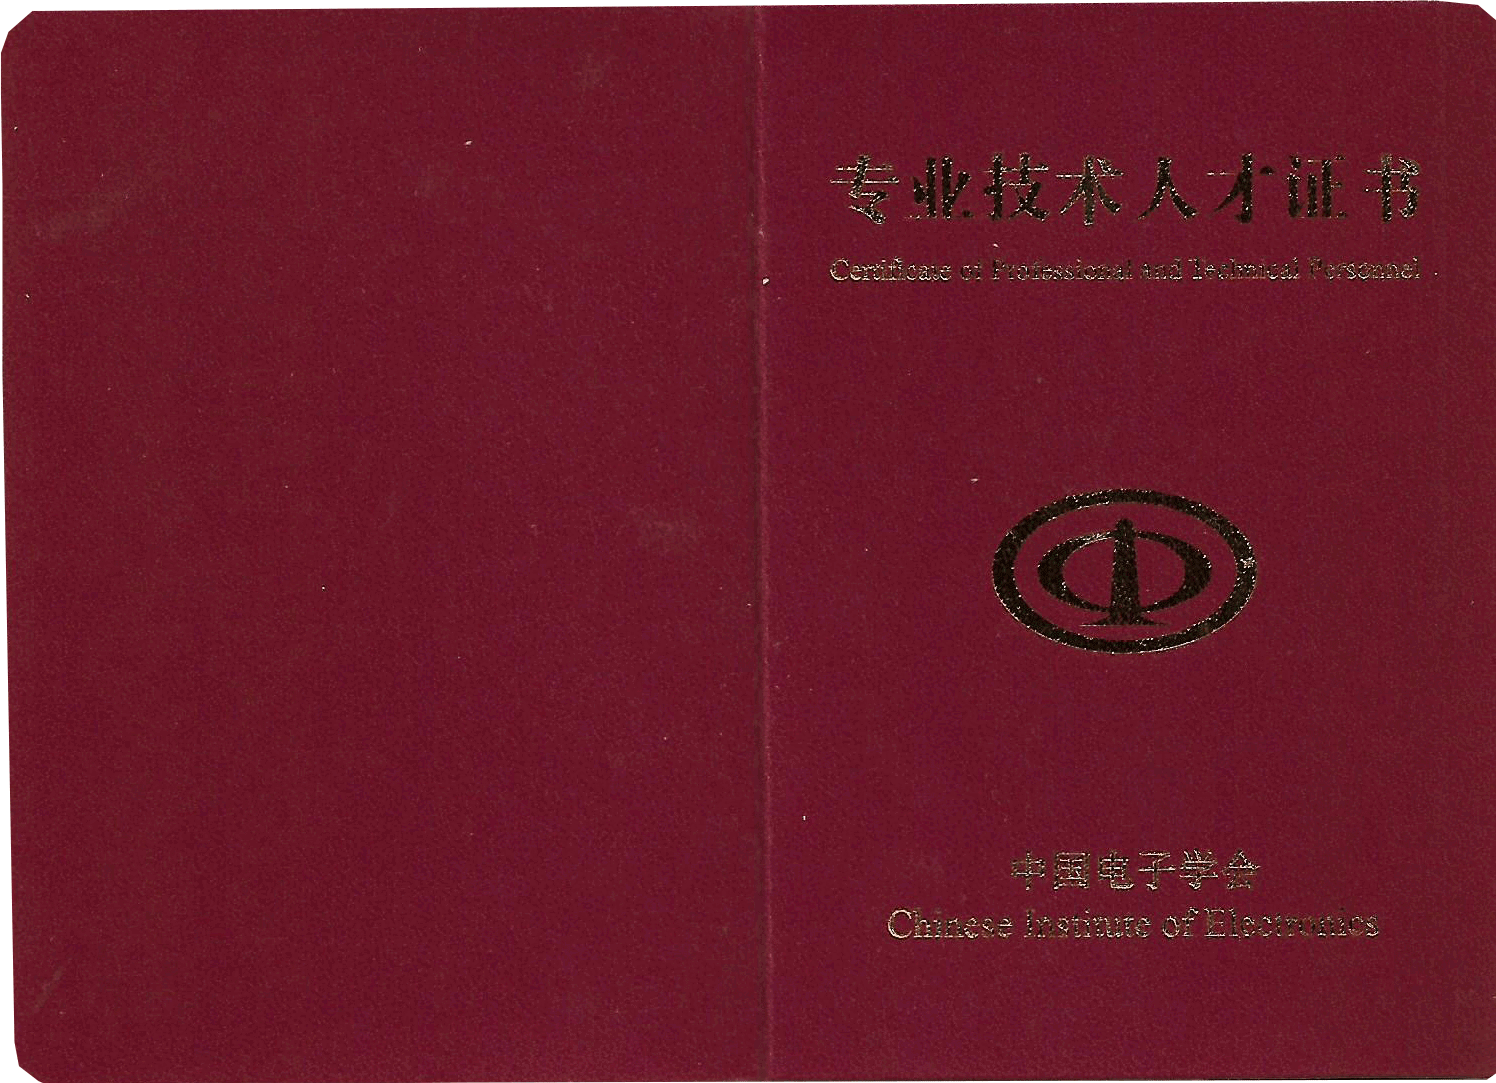 专业技术人才证书
Certificate of Professional and Technical Personnel
中国电子学会
Chinese Institute of Electronics